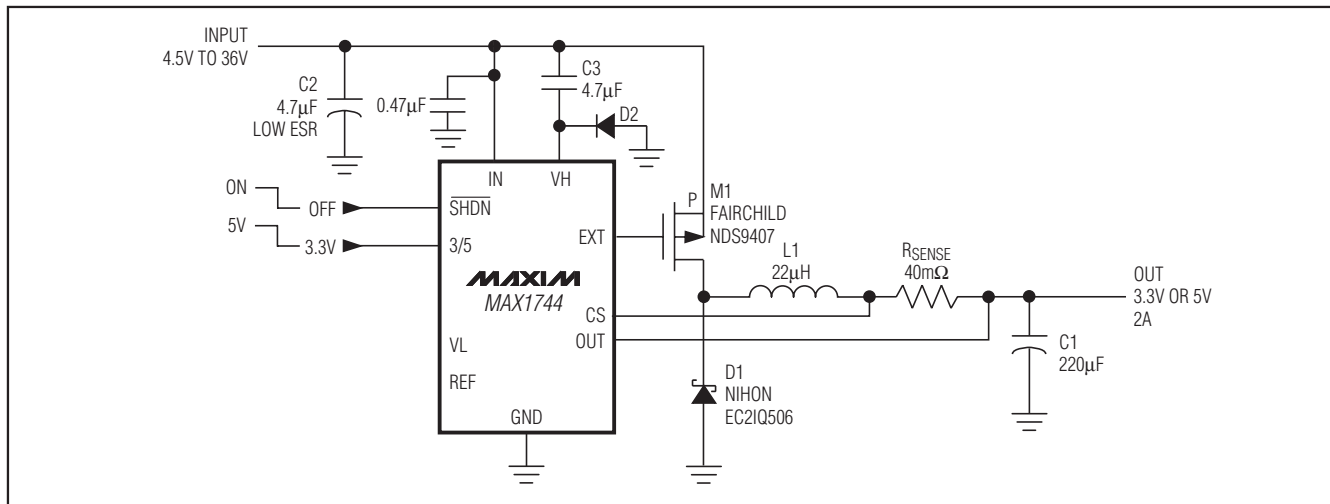 INPUT
4.5V TO 36V
C2
4.7µF
LOW ESR
0.47µF
C3
4.7µF
D2
IN
VH
ON
OFF
SHDN
5V
3.3V
3/5
EXT
P
M1
FAIRCHILD
NDS9407
MAXIM
MAX1744
L1
22µH
RSENSE
40mΩ
OUT
3.3V OR 5V
2A
CS
OUT
VL
REF
GND
D1
NIHON
EC2IQ506
C1
220µF